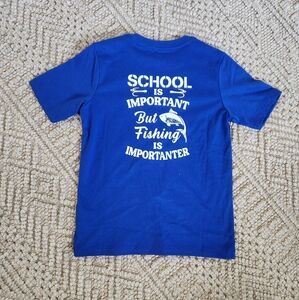 SCHOOL
IS
IMPORTANT
But
Fishing
IS
IMPORTANTER